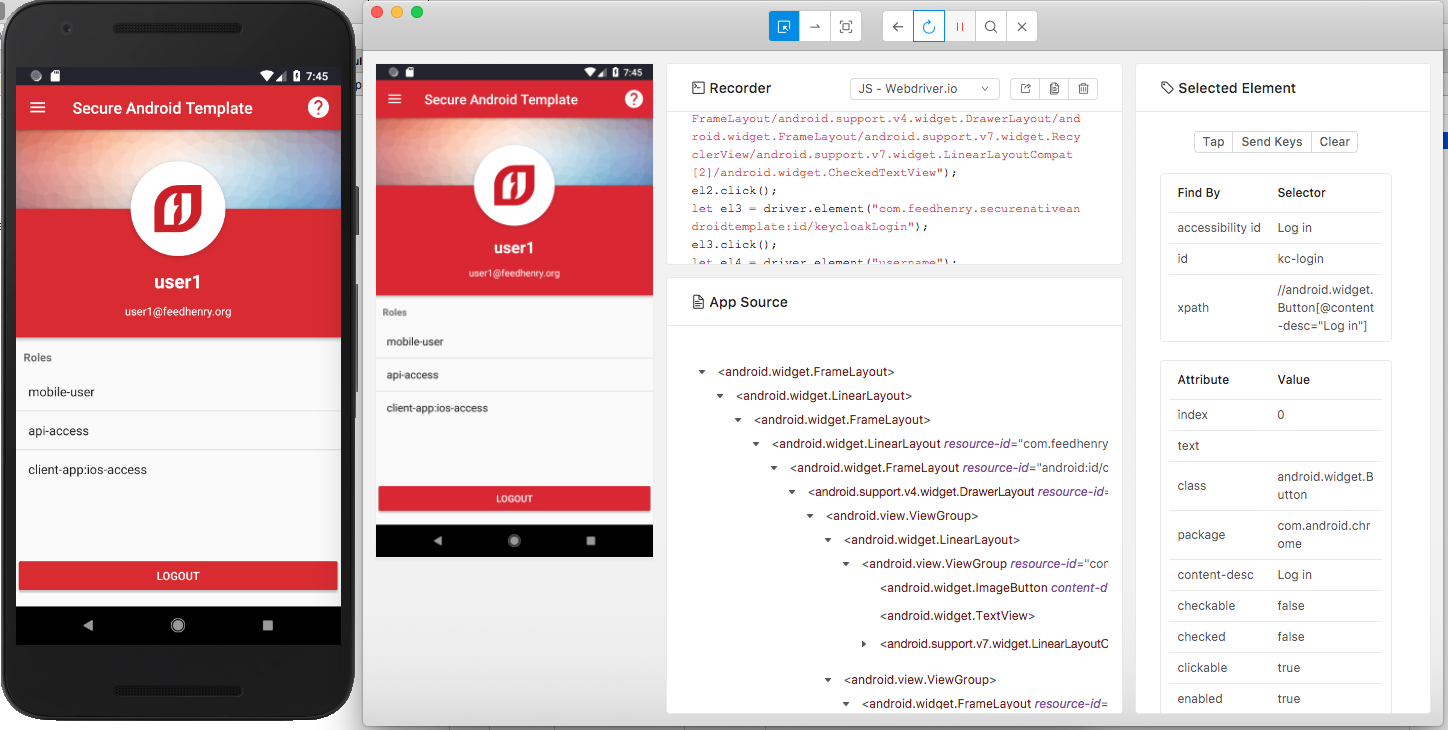 7:45
Secure Android Template
?
user1
user1@feedhenry.org
Roles
mobile-user
api-access
client-app:ios-access
LOGOUT
7:45
Secure Android Template
?
user1
user1@feedhenry.org
Roles
mobile-user
api-access
client-app:ios-access
LOGOUT
Recorder
JS - Webdriver.io
FrameLayout/android.support.v4.widget.DrawerLayout/and
roid.widget.FrameLayout/android.support.v7.widget.Recy
clerView/android.support.v7.widget.LinearLayoutCompat
[2]/android.widget.CheckedTextView");
el2.click();
let el3 = driver.element("com.feedhenry.securenativean
droidtemplate:id/keycloakLogin");
el3.click();
let el4 = driver.element("username");
App Source
<android.widget.FrameLayout>
<android.widget.LinearLayout>
<android.widget.FrameLayout>
<android.widget.LinearLayout resource-id="com.feedhenry
<android.widget.FrameLayout resource-id="android:id/c
<android.support.v4.widget.DrawerLayout resource-id=
<android.view.ViewGroup>
<android.widget.LinearLayout>
<android.view.ViewGroup resource-id="cor
<android.widget.ImageButton content-d
<android.widget.TextView>
<android.support.v7.widget.LinearLayoutC
<android.view.ViewGroup>
<android.widget.FrameLayout resource-id=
Selected Element
Tap Send Keys Clear
Find By Selector
accessibility id Log in
id kc-login
xpath //android.widget.
Button[@content
-desc="Log in"]
Attribute Value
index 0
text
class android.widget.B
utton
package com.android.chr
ome
content-desc Log in
checkable false
checked false
clickable true
enabled true